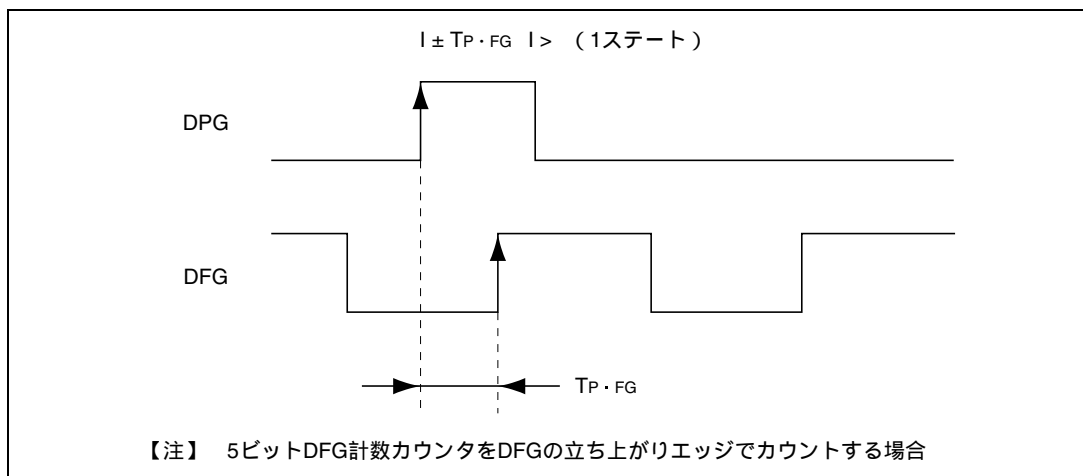 | ± TP・FG | > （1ステート）
DPG
DFG
TP・FG
【注】 5ビットDFG計数カウンタをDFGの立ち上がりエッジでカウントする場合